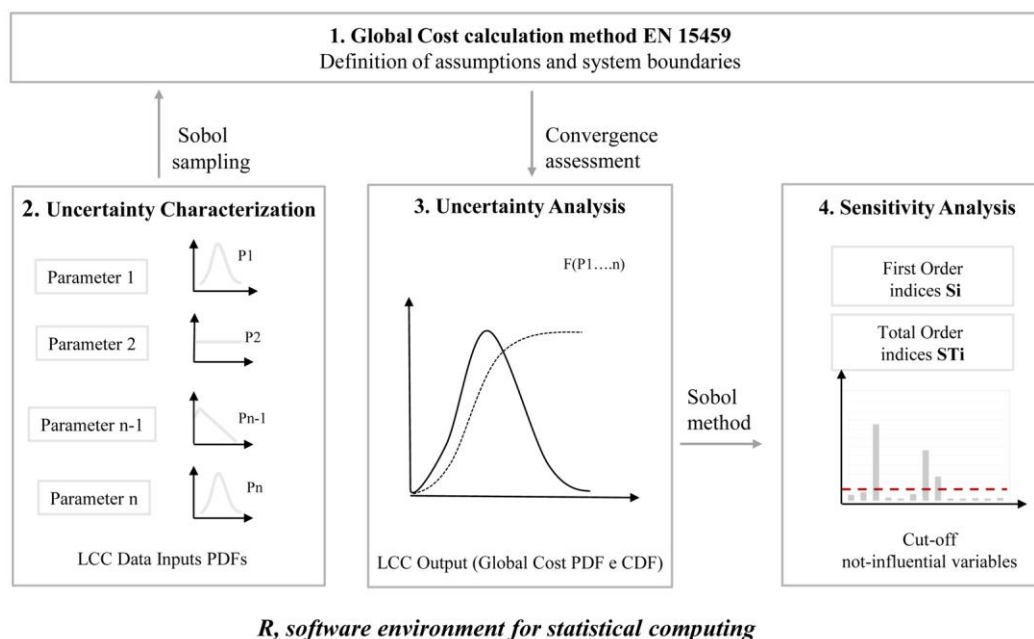 1. Global Cost calculation method EN 15459
Definition of assumptions and system boundaries
Sobol
sampling
Convergence
assessment
2. Uncertainty Characterization
Parameter 1
P1
Parameter 2
P2
Parameter n-1
Pn-1
Parameter n
Pn
LCC Data Inputs PDFs
3. Uncertainty Analysis
F(P1....n)
LCC Output (Global Cost PDF e CDF)
Sobol
method
4. Sensitivity Analysis
First Order
indices Si
Total Order
indices STi
Cut-off
not-influential variables
R, software environment for statistical computing